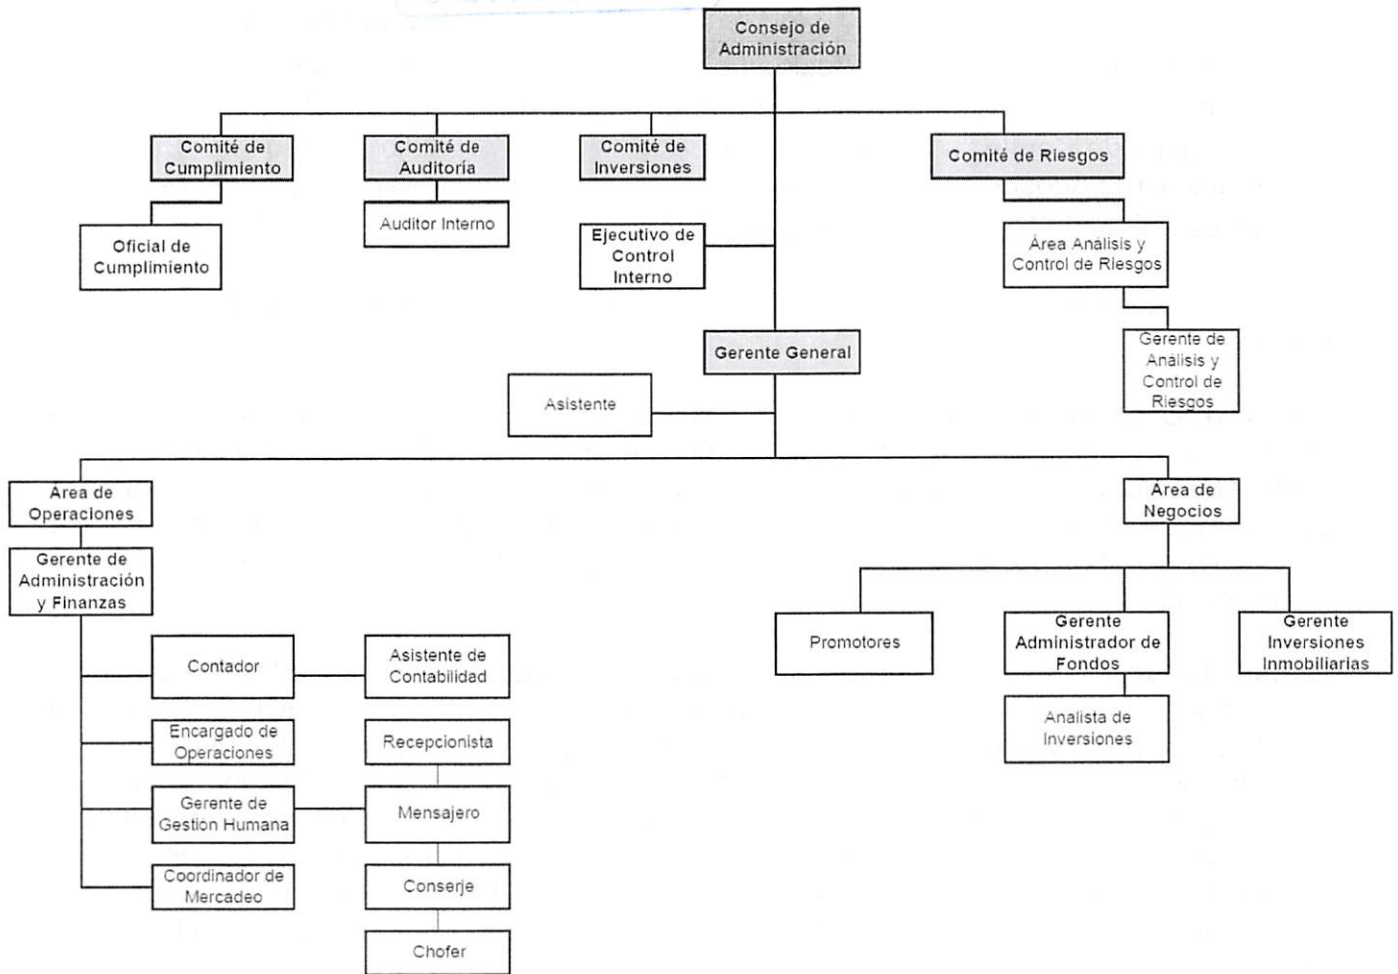 Consejo de
Administración
Comité de
Cumplimiento
Comité de
Auditoría
Comité de
Inversiones
Comité de Riesgos
Oficial de
Cumplimiento
Auditor Interno
Ejecutivo de
Control
Interno
Área Análisis y
Control de Riesgos
Gerente de
Análisis y
Control de
Riesgos
Gerente General
Asistente
Área de
Operaciones
Gerente de
Administración
y Finanzas
Contador
Asistente de
Contabilidad
Encargado de
Operaciones
Recepcionista
Gerente de
Gestión Humana
Mensajero
Coordinador de
Mercadeo
Conserje
Chofer
Área de
Negocios
Promotores
Gerente
Administrador de
Fondos
Gerente
Inversiones
Inmobiliarias
Analista de
Inversiones